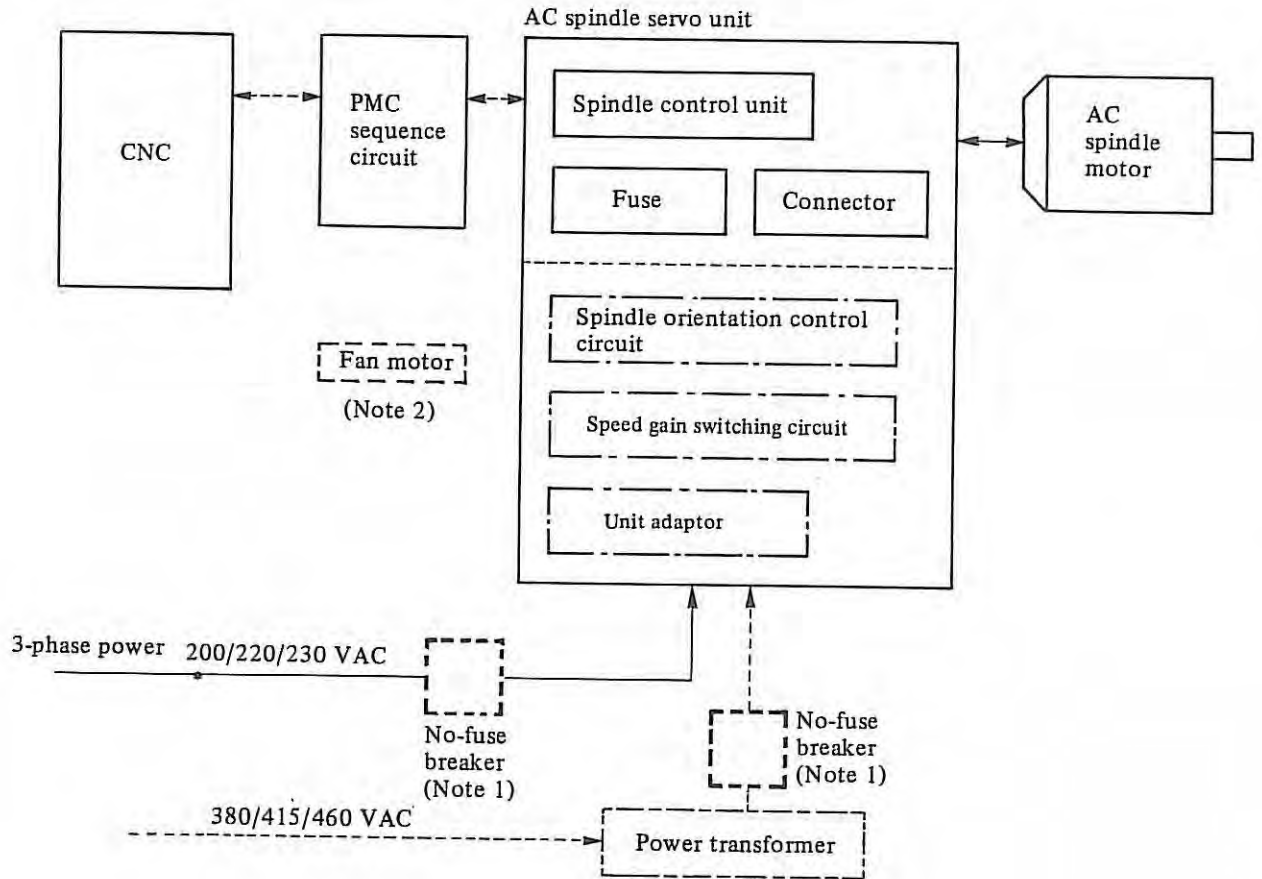 AC spindle servo unit
CNC
PMC
sequence
circuit
Spindle control unit
Fuse
Connector
AC
spindle
motor
Spindle orientation control
circuit
Fan motor
(Note 2)
Speed gain switching circuit
Unit adaptor
3-phase power
200/220/230 VAC
No-fuse
breaker
(Note 1)
No-fuse
breaker
(Note 1)
380/415/460 VAC
Power transformer